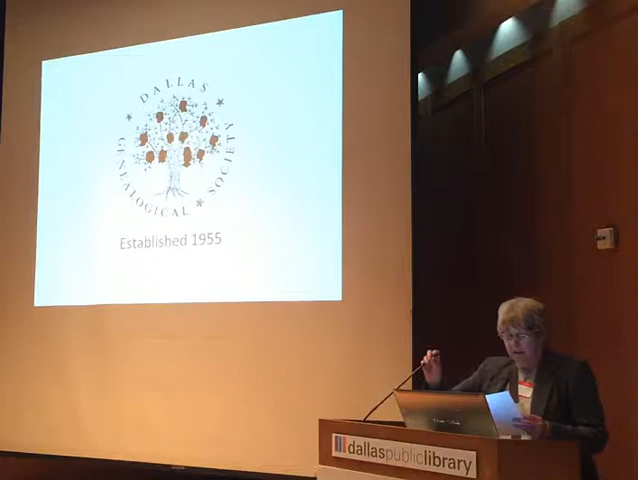 DALLAS
GENEALOGICAL
SOCIETY
Established 1955
dallaspubliclibrary